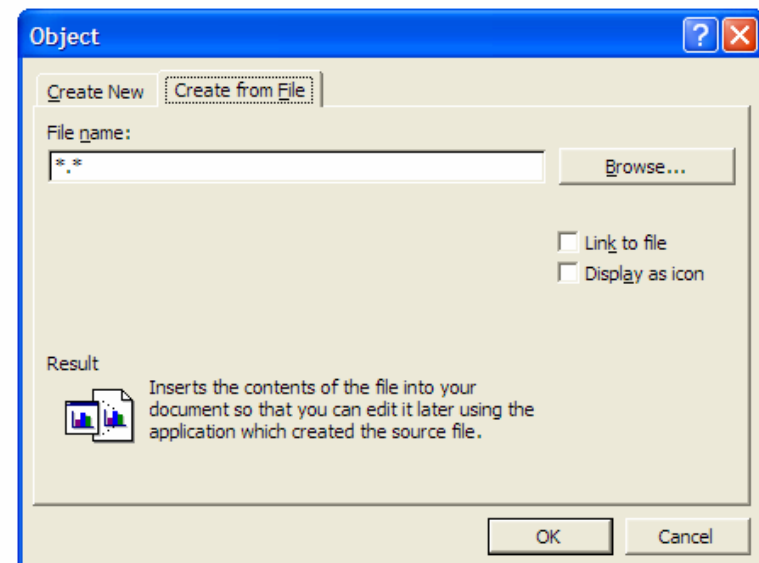 Object
Create New Create from File
File name:
*.*
Browse...
Link to file
Display as icon
Result
Inserts the contents of the file into your
document so that you can edit it later using the
application which created the source file.
OK Cancel